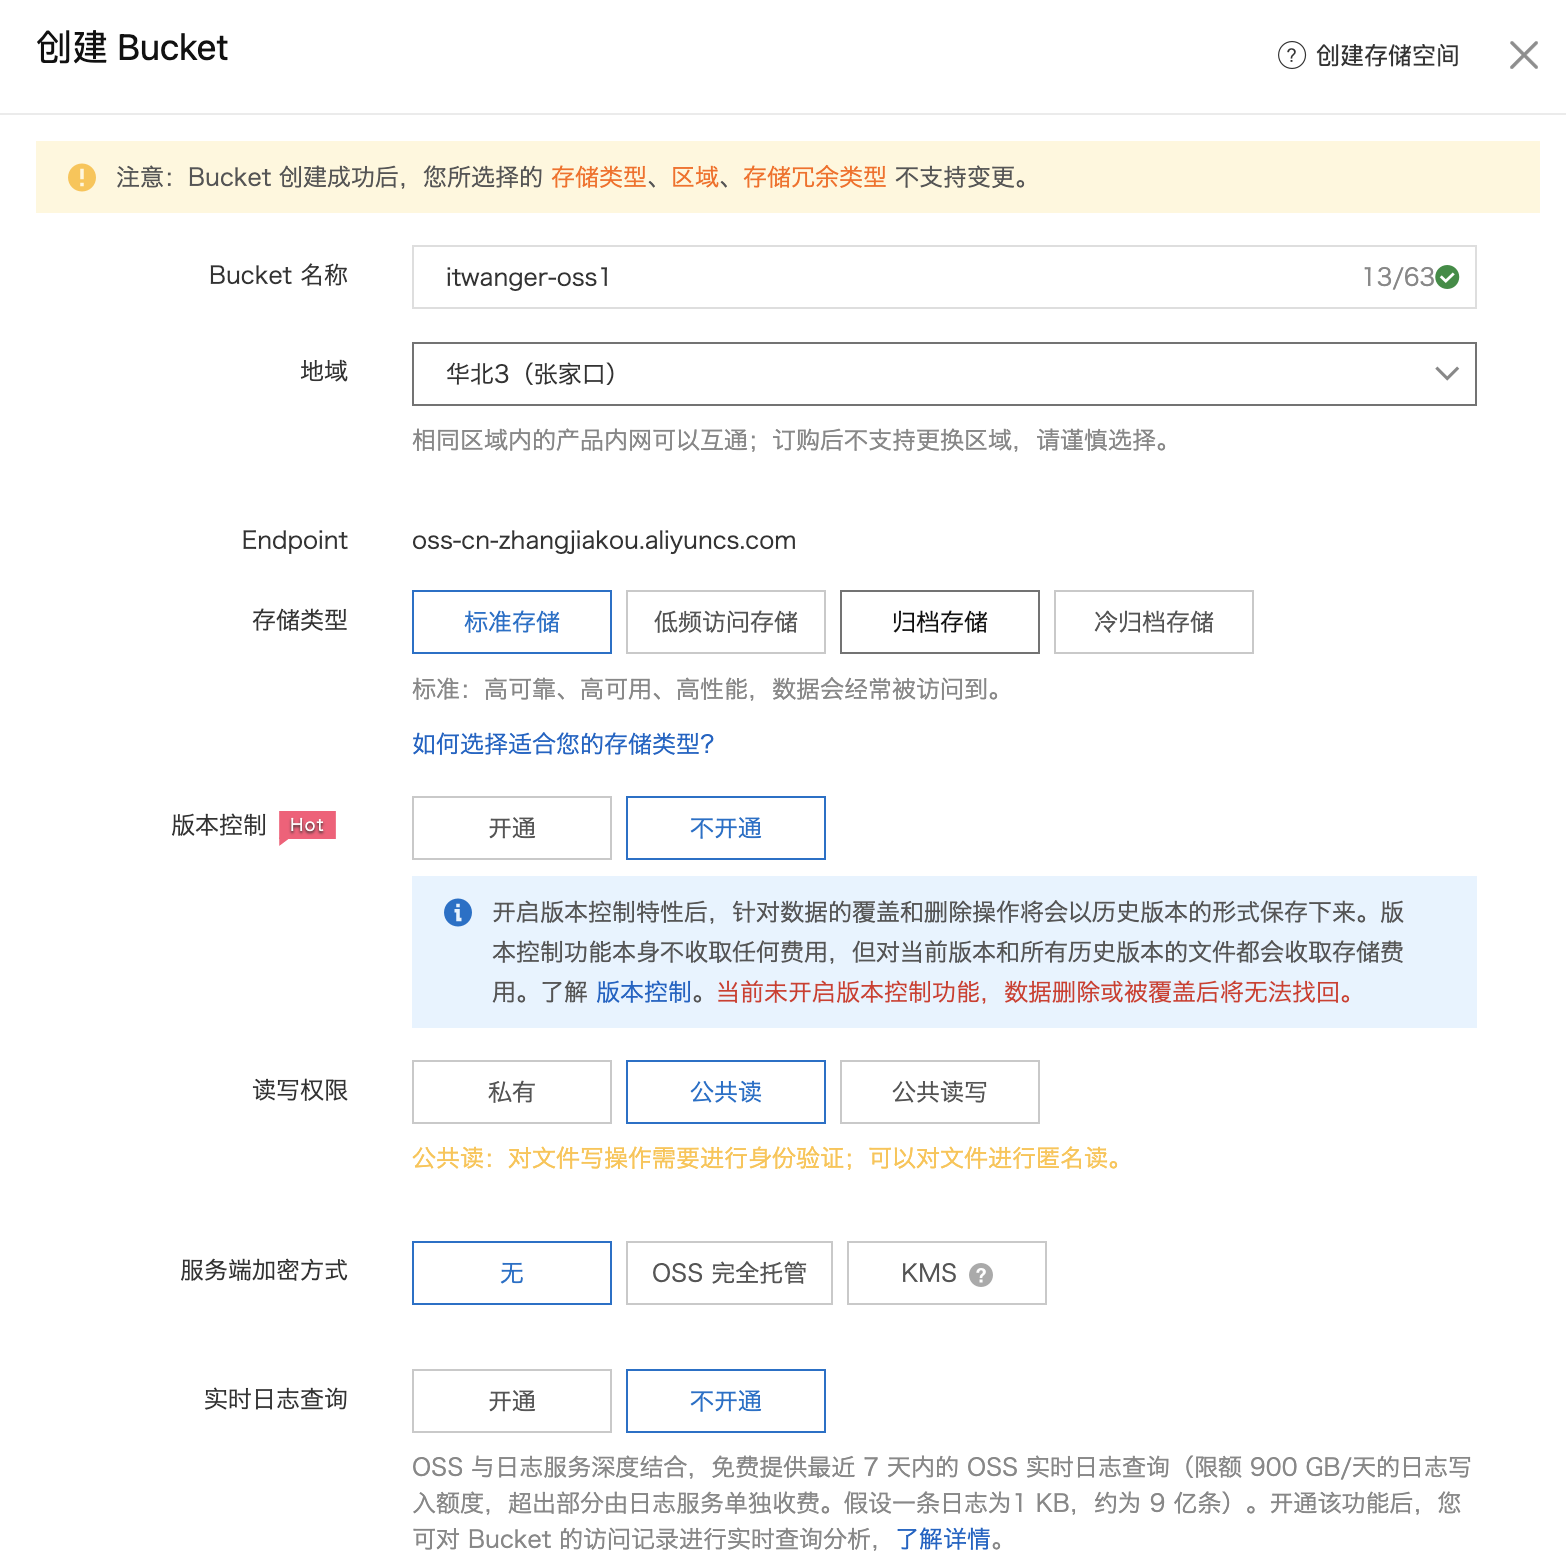 创建 Bucket
? 创建存储空间
注意：Bucket 创建成功后，您所选择的 存储类型、区域、存储冗余类型 不支持变更。
Bucket 名称
itwanger-oss1
13/63
地域
华北3（张家口）
相同区域内的产品内网可以互通；订购后不支持更换区域，请谨慎选择。
Endpoint
oss-cn-zhangjiakou.aliyuncs.com
存储类型
标准存储
低频访问存储
归档存储
冷归档存储
标准：高可靠、高可用、高性能，数据会经常被访问到。
如何选择适合您的存储类型?
版本控制
Hot
开通
不开通
开启版本控制特性后，针对数据的覆盖和删除操作将会以历史版本的形式保存下来。版
本控制功能本身不收取任何费用，但对当前版本和所有历史版本的文件都会收取存储费
用。了解 版本控制。当前未开启版本控制功能，数据删除或被覆盖后将无法找回。
读写权限
私有
公共读
公共读写
公共读：对文件写操作需要进行身份验证；可以对文件进行匿名读。
服务端加密方式
无
OSS 完全托管
KMS ?
实时日志查询
开通
不开通
OSS 与日志服务深度结合，免费提供最近 7 天内的 OSS 实时日志查询（限额 900 GB/天的日志写
入额度，超出部分由日志服务单独收费。假设一条日志为1 KB，约为 9 亿条）。开通该功能后，您
可对 Bucket 的访问记录进行实时查询分析，了解详情。